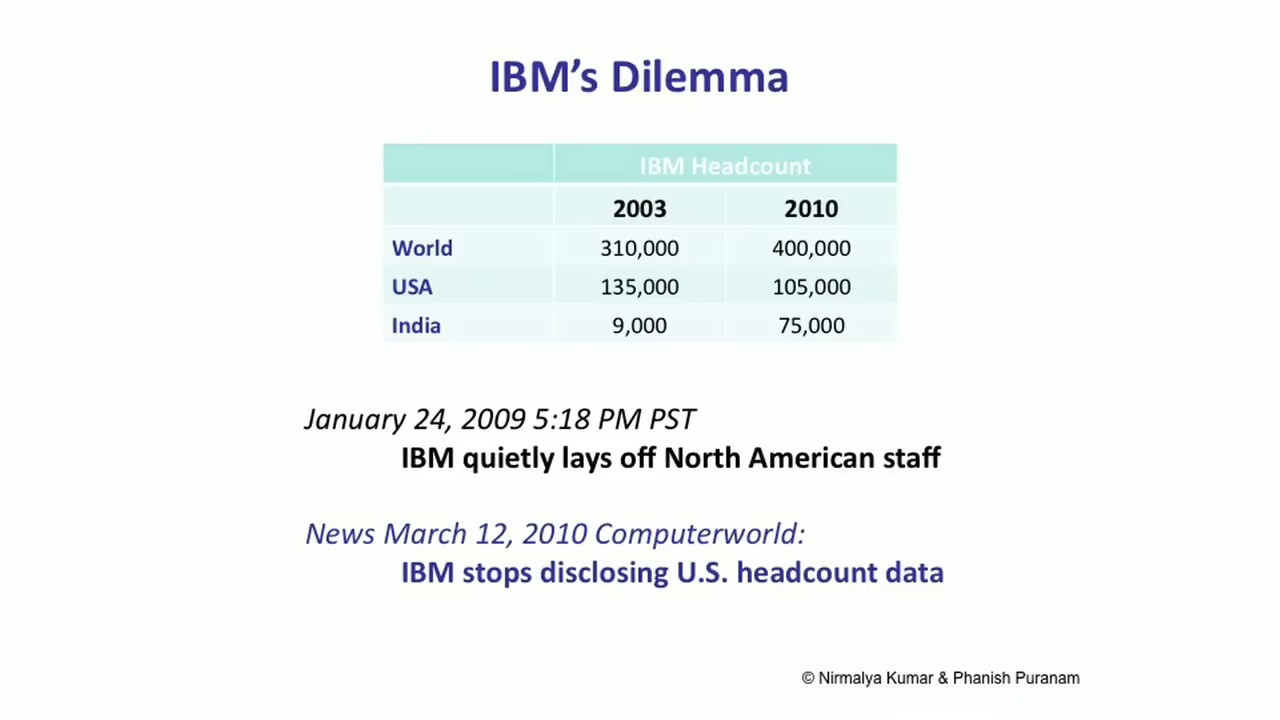 IBM’s Dilemma
IBM Headcount
2003 2010
World 310,000 400,000
USA 135,000 105,000
India 9,000 75,000
January 24, 2009 5:18 PM PST
IBM quietly lays off North American staff
News March 12, 2010 Computerworld:
IBM stops disclosing U.S. headcount data
© Nirmalya Kumar & Phanish Puranam